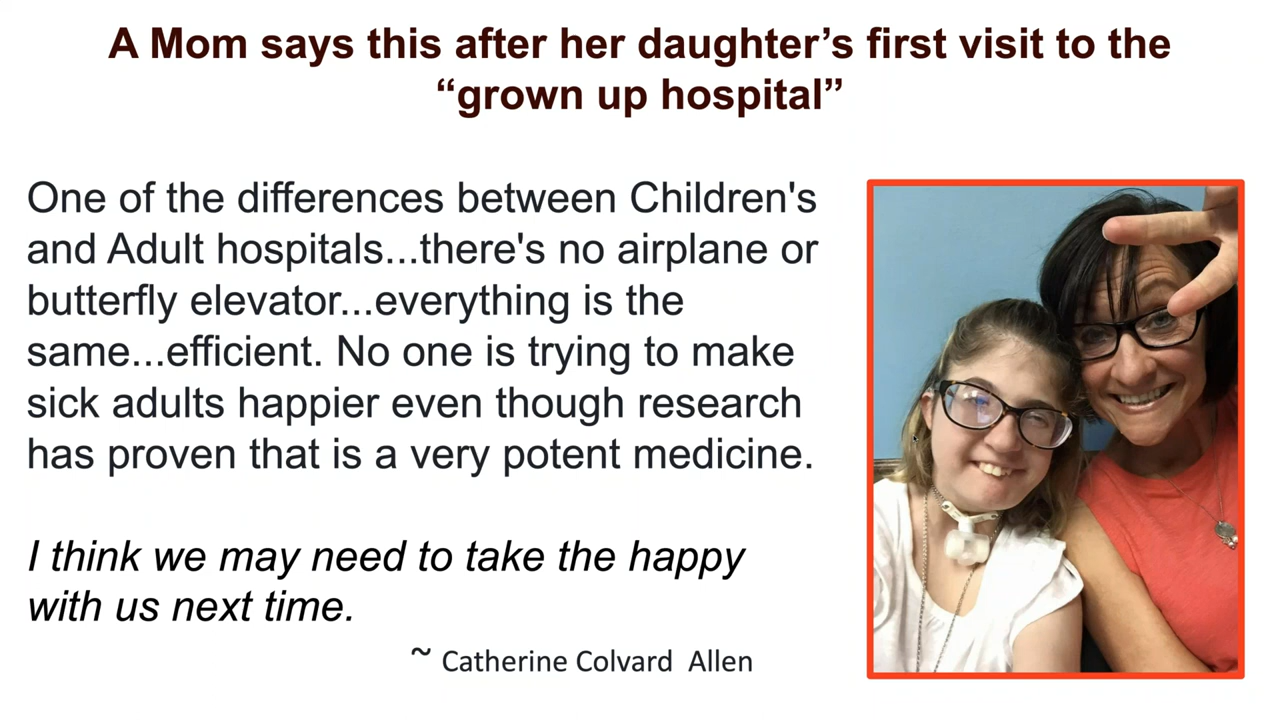 A Mom says this after her daughter’s first visit to the
“grown up hospital”
One of the differences between Children's
and Adult hospitals...there's no airplane or
butterfly elevator...everything is the
same...efficient. No one is trying to make
sick adults happier even though research
has proven that is a very potent medicine.
I think we may need to take the happy
with us next time.
~ Catherine Colvard Allen